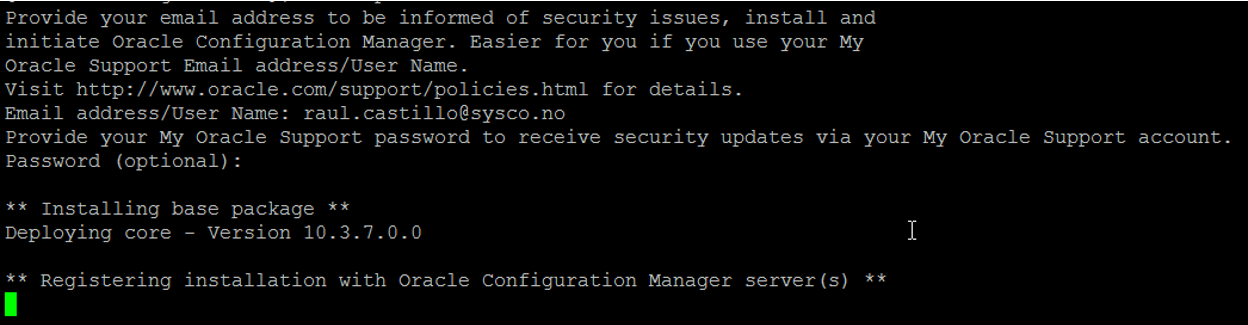 Provide your email address to be informed of security issues, install and
initiate Oracle Configuration Manager. Easier for you if you use your My
Oracle Support Email address/User Name.
Visit http://www.oracle.com/support/policies.html for details.
Email address/User Name: raul.castillo@sysco.no
Provide your My Oracle Support password to receive security updates via your My Oracle Support account.
Password (optional):
** Installing base package **
Deploying core - Version 10.3.7.0.0
** Registering installation with Oracle Configuration Manager server(s) **